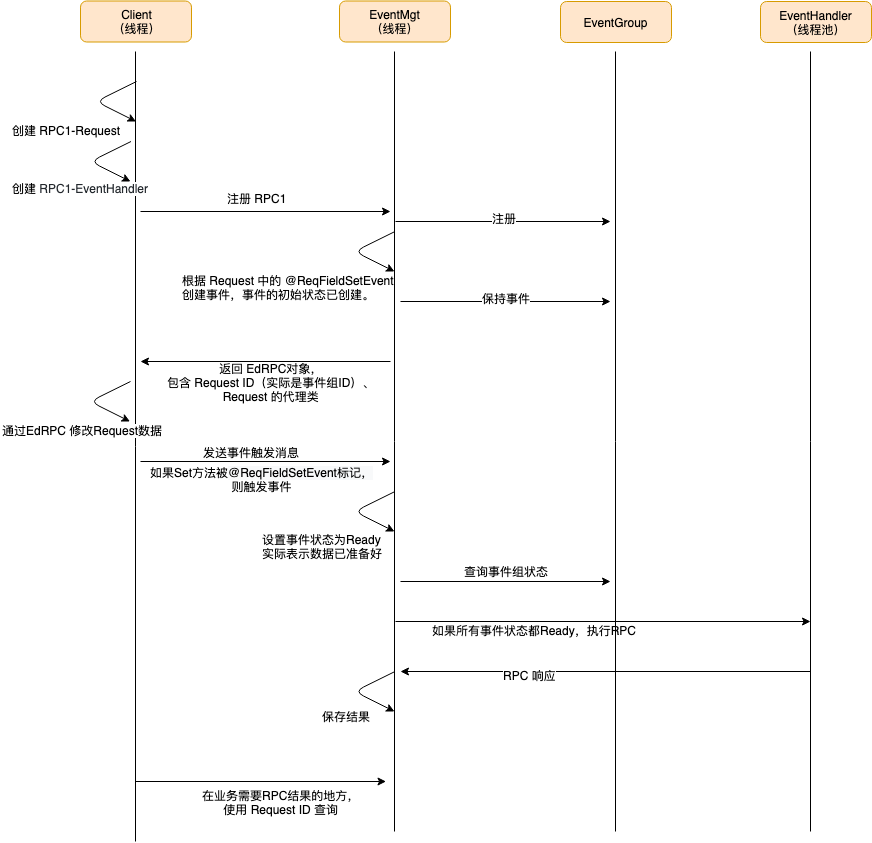 Client
（线程）
EventMgt
（线程）
EventGroup
EventHandler
（线程池）
创建 RPC1-Request
创建 RPC1-EventHandler
注册 RPC1
注册
根据 Request 中的 @ReqFieldSetEvent
创建事件，事件的初始状态已创建。
保持事件
返回 EdRPC对象，
包含 Request ID（实际是事件组ID）、
Request 的代理类
通过EdRPC 修改Request数据
发送事件触发消息
如果Set方法被@ReqFieldSetEvent标记，
则触发事件
设置事件状态为Ready
实际表示数据已准备好
查询事件组状态
如果所有事件状态都Ready，执行RPC
RPC 响应
保存结果
在业务需要RPC结果的地方，
使用 Request ID 查询